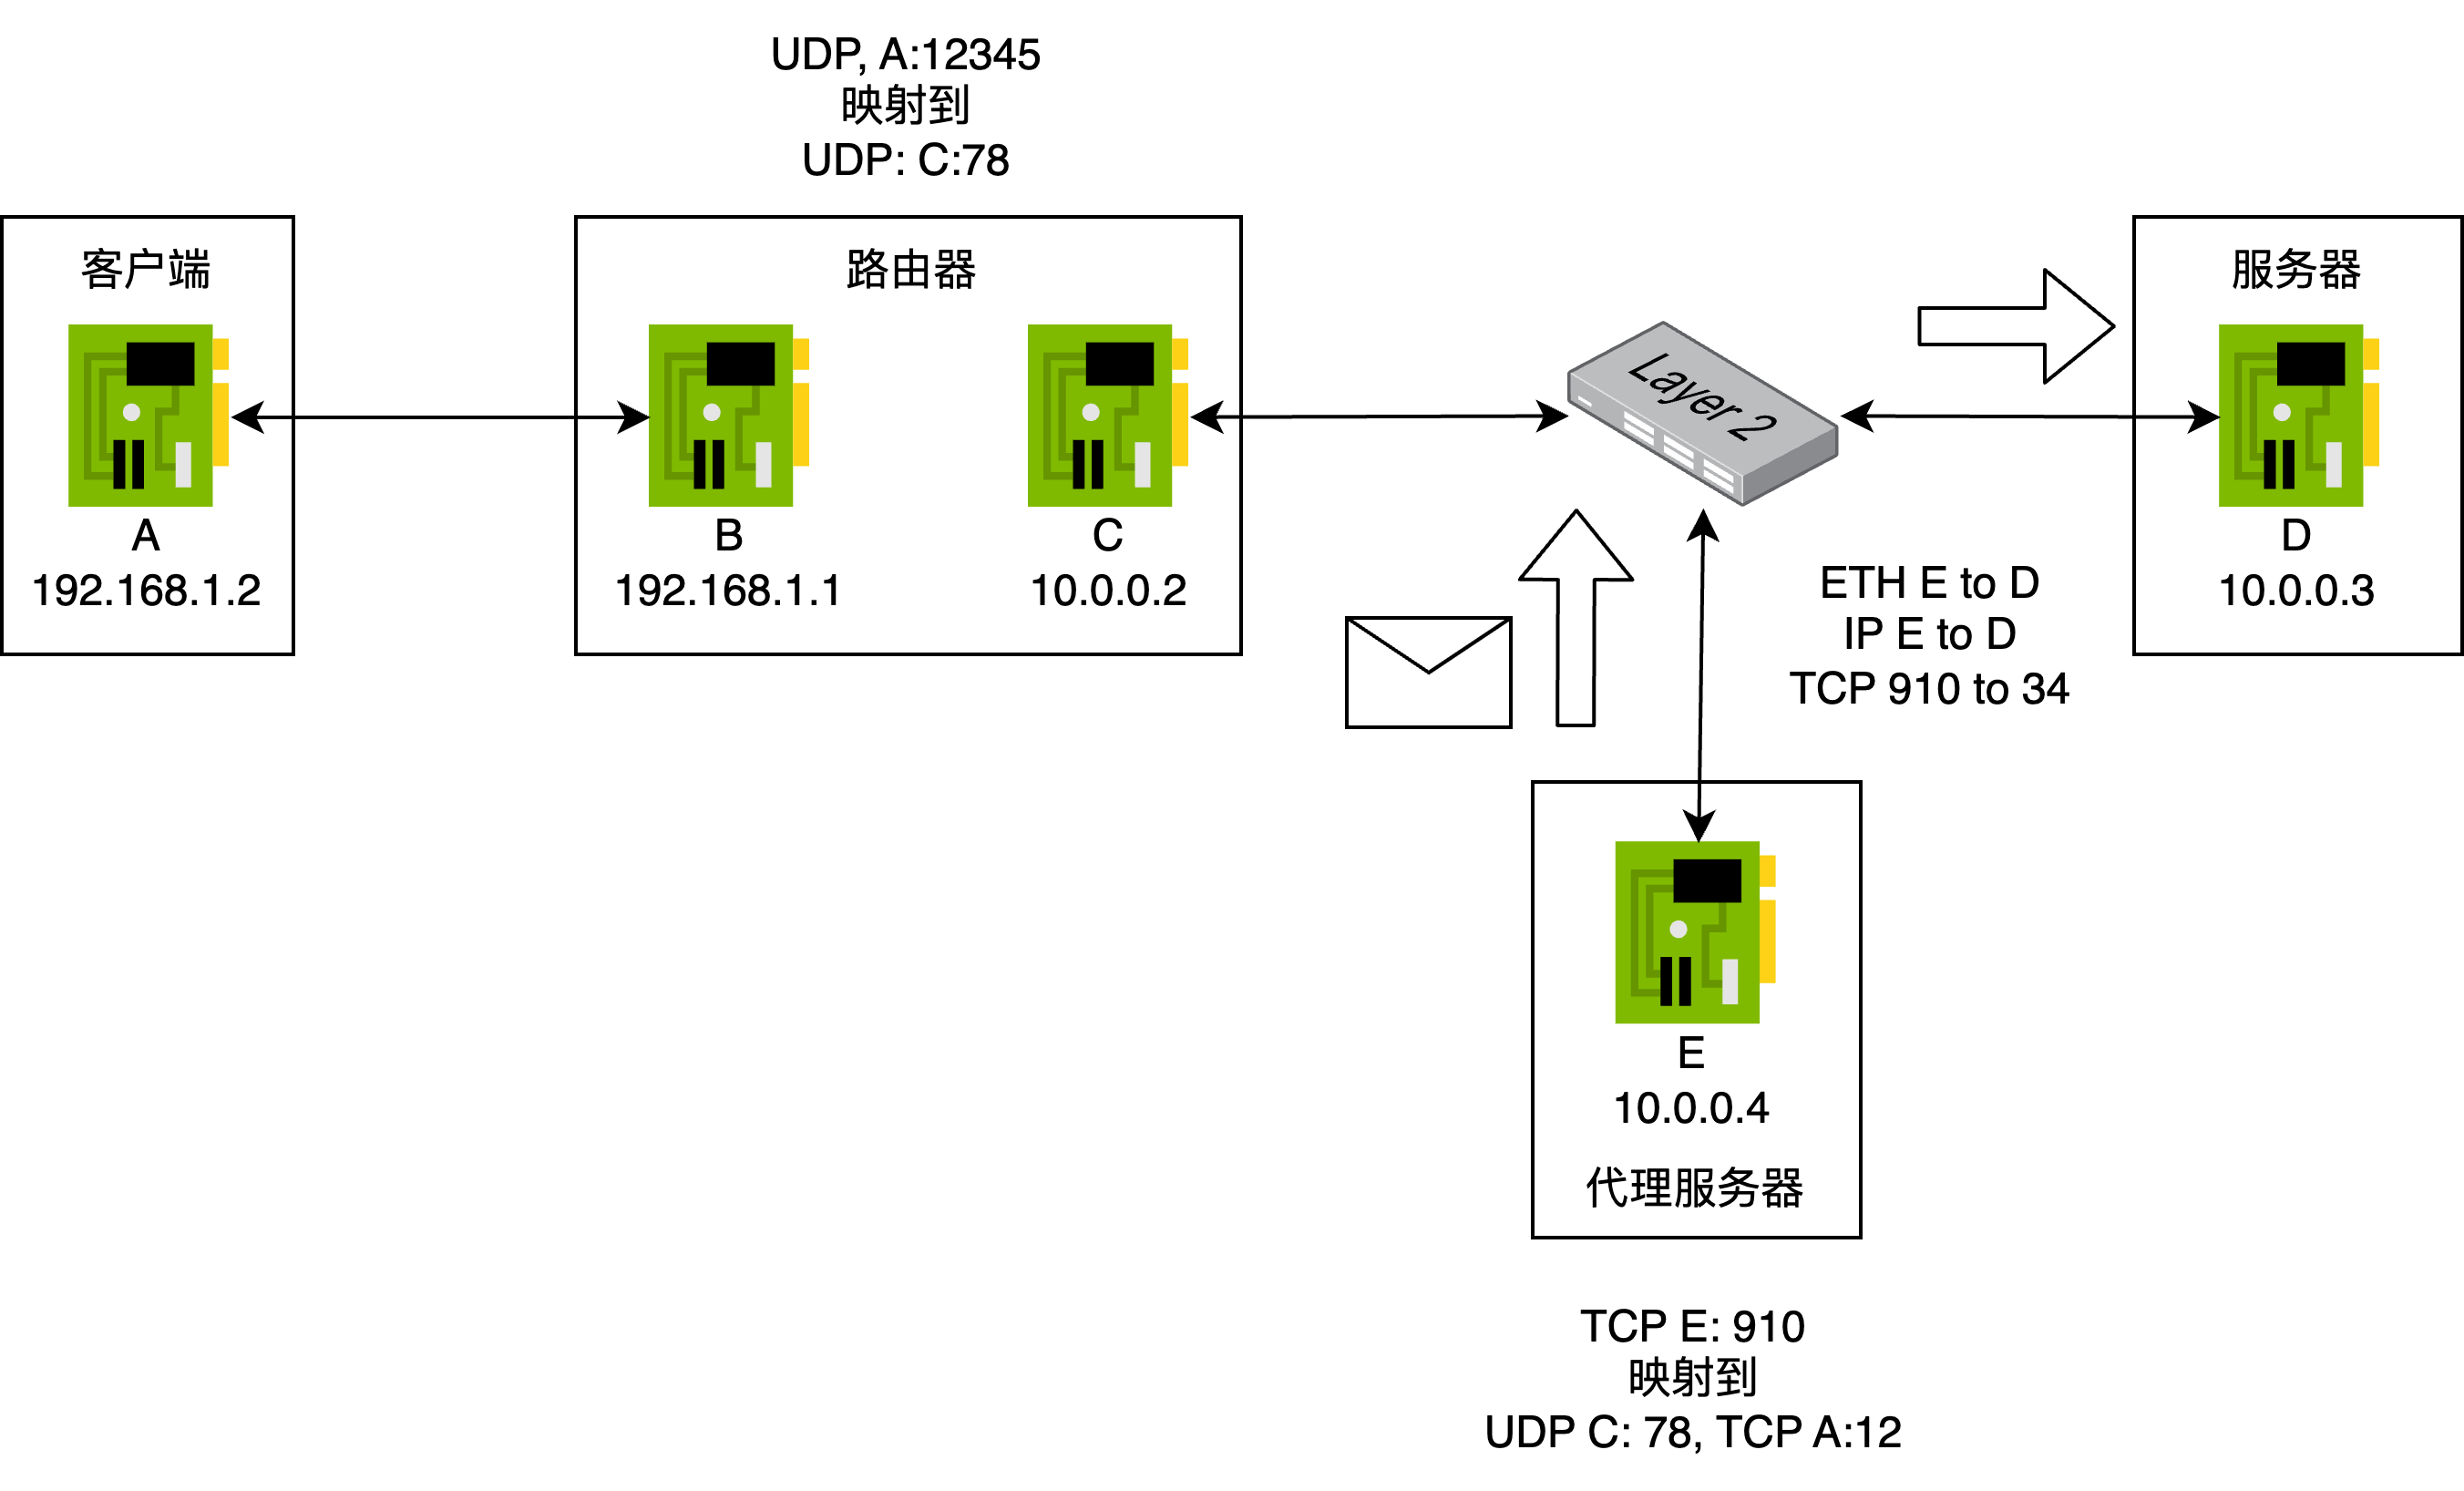 UDP, A:12345
映射到
UDP: C:78
客户端
A
192.168.1.2
路由器
B
192.168.1.1
C
10.0.0.2
Layer 2
服务器
D
10.0.0.3
ETH E to D
IP E to D
TCP 910 to 34
E
10.0.0.4
代理服务器
TCP E: 910
映射到
UDP C: 78, TCP A:12